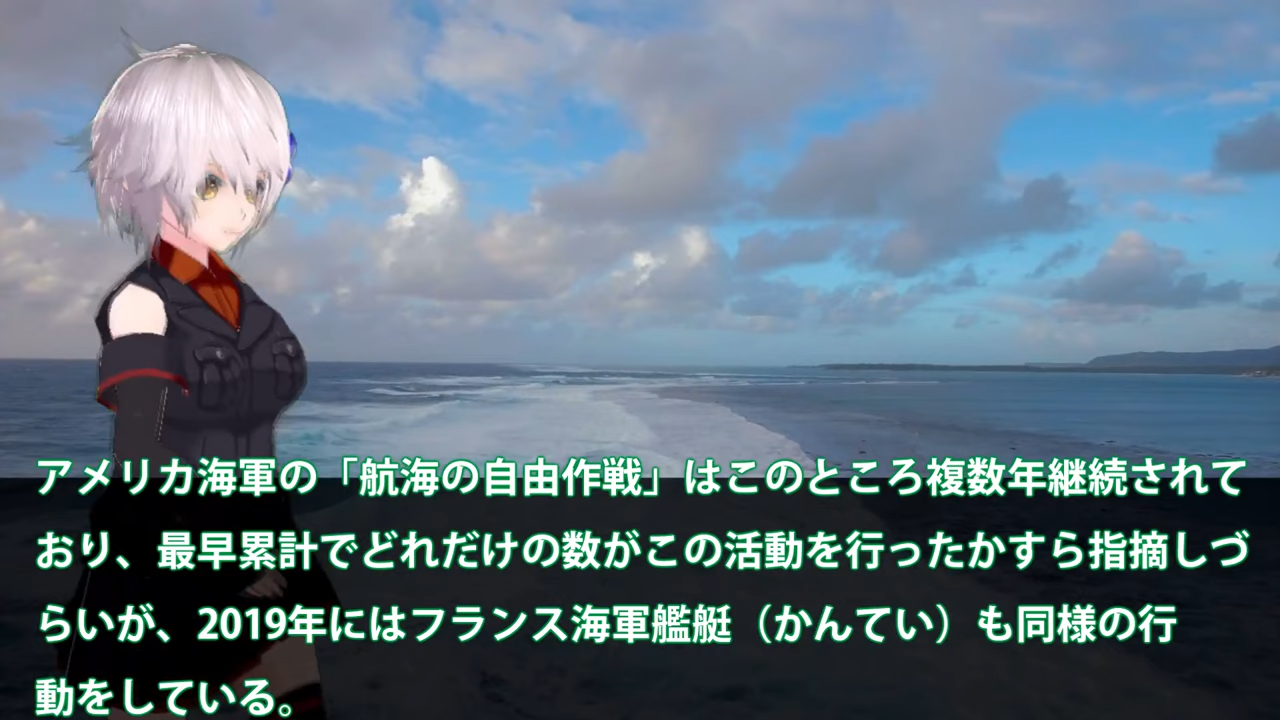 アメリカ海軍の「航海の自由作戦」はこのところ複数年継続されて
おり、最早累計でどれだけの数がこの活動を行ったかすら指摘しづ
らいが、2019年にはフランス海軍艦艇（かんてい）も同様の行
動をしている。